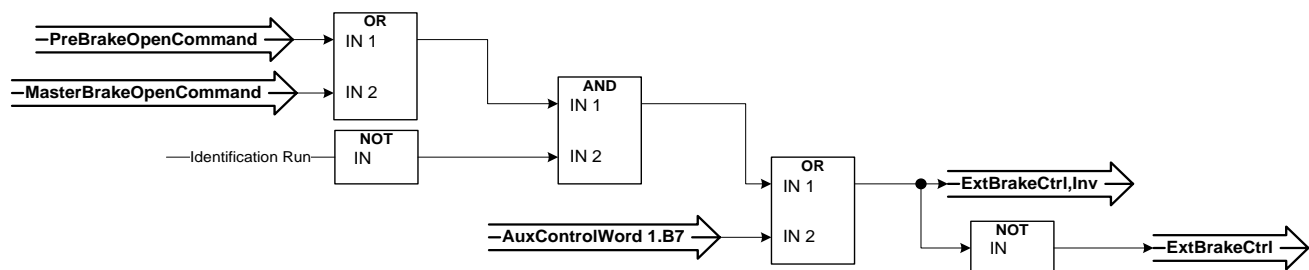 OR
PreBrakeOpenCommand
IN 1
AND
MasterBrakeOpenCommand
IN 2
IN 1
NOT
Identification Run
IN
IN 2
OR
IN 1
ExtBrakeCtrl,Inv
NOT
AuxControlWord 1.B7
IN 2
IN
ExtBrakeCtrl